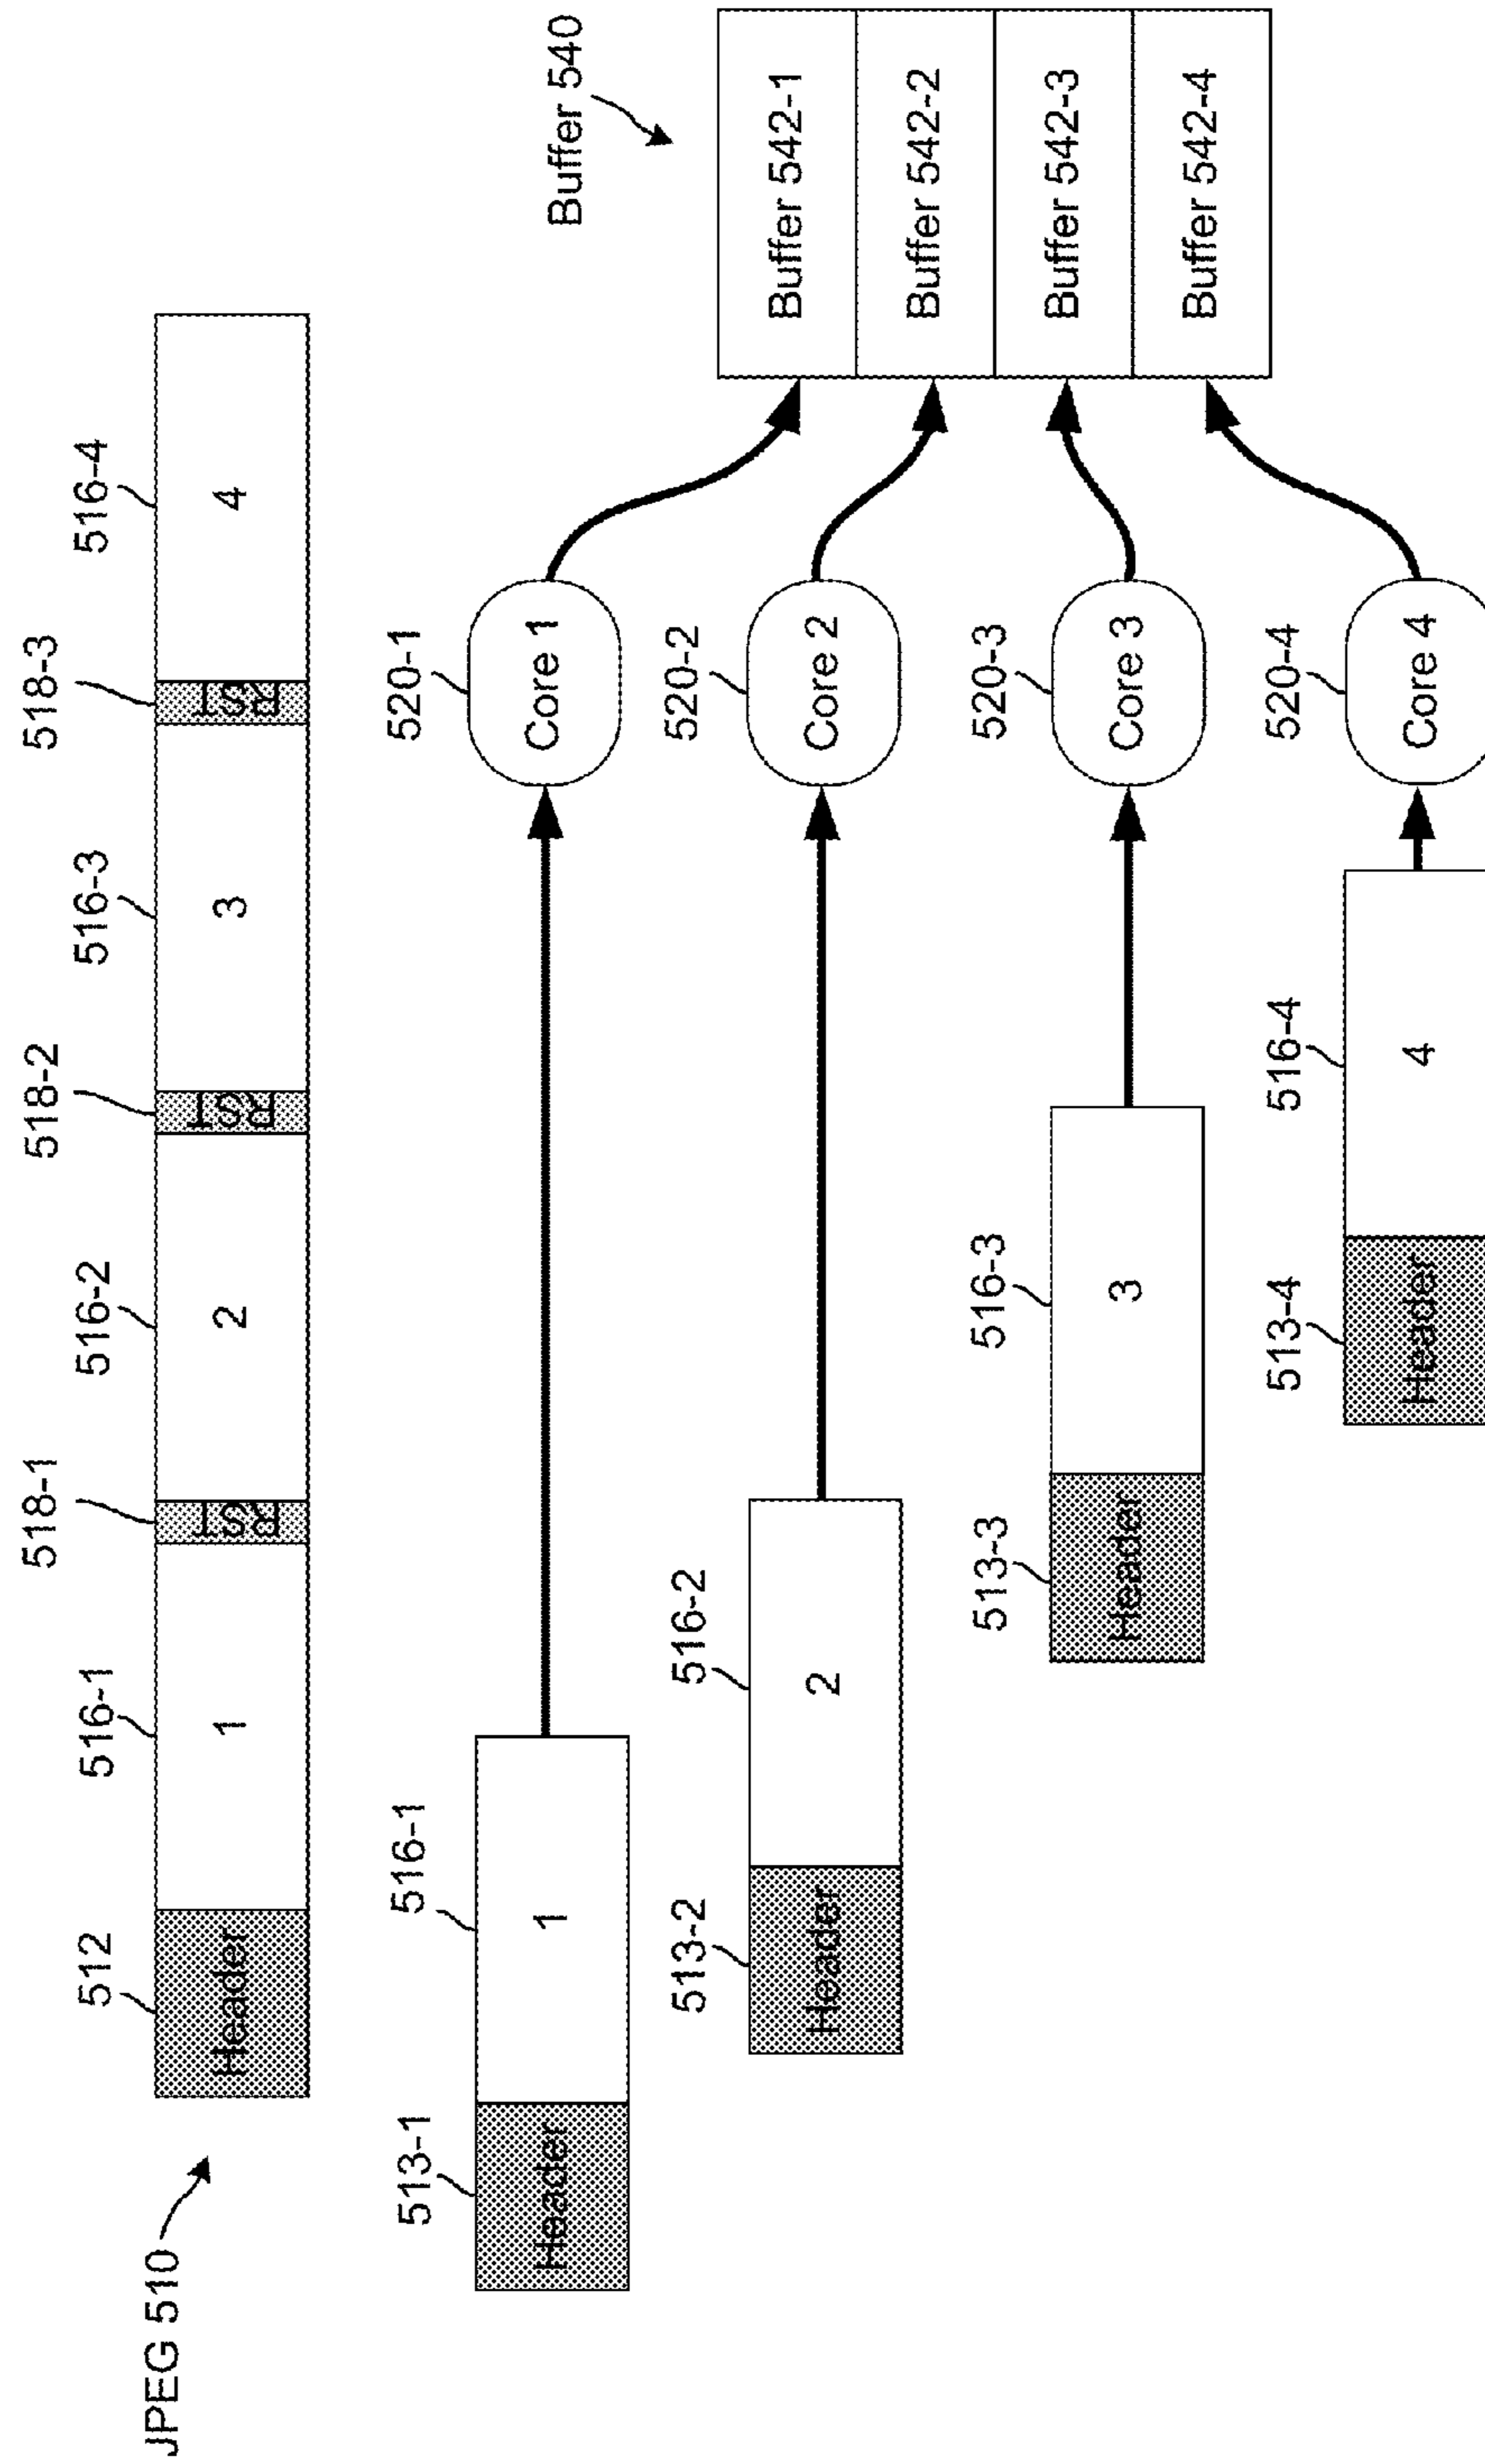 JPEG 510
512
516-1
518-1
516-2
518-2
516-3
518-3
516-4
Header
1
RST
2
RST
3
RST
4
513-1
516-1
520-1
Header
1
Core 1
513-2
516-2
520-2
Header
2
Core 2
513-3
516-3
520-3
Header
3
Core 3
513-4
516-4
520-4
Header
4
Core 4
Buffer 540
Buffer 542-1
Buffer 542-2
Buffer 542-3
Buffer 542-4